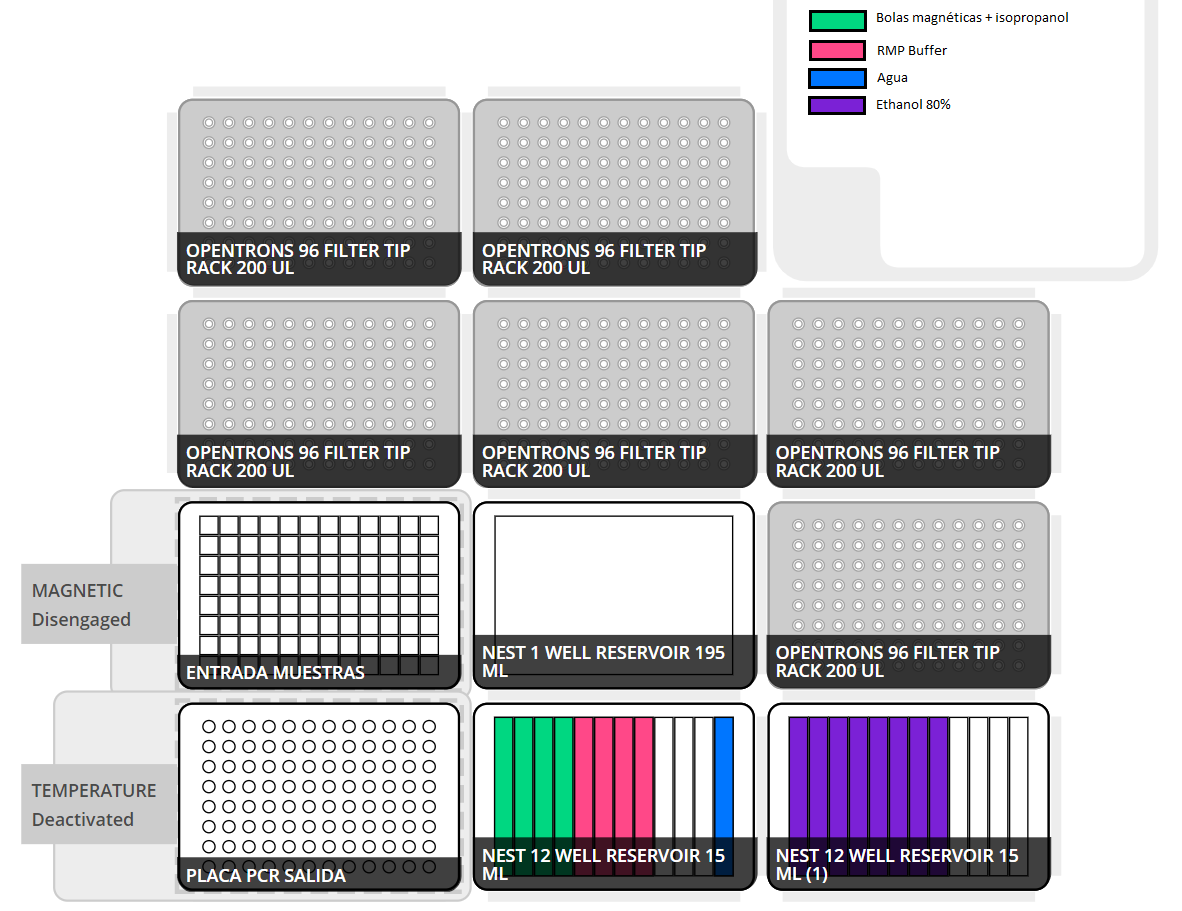 Bolas magnéticas + isopropanol
RMP Buffer
Agua
Ethanol 80%
OPENTRONS 96 FILTER TIP
RACK 200 UL
OPENTRONS 96 FILTER TIP
RACK 200 UL
OPENTRONS 96 FILTER TIP
RACK 200 UL
OPENTRONS 96 FILTER TIP
RACK 200 UL
OPENTRONS 96 FILTER TIP
RACK 200 UL
MAGNETIC
Disengaged
ENTRADA MUESTRAS
NEST 1 WELL RESERVOIR 195
ML
OPENTRONS 96 FILTER TIP
RACK 200 UL
TEMPERATURE
Deactivated
PLACA PCR SALIDA
NEST 12 WELL RESERVOIR 15
ML
NEST 12 WELL RESERVOIR 15
ML (1)